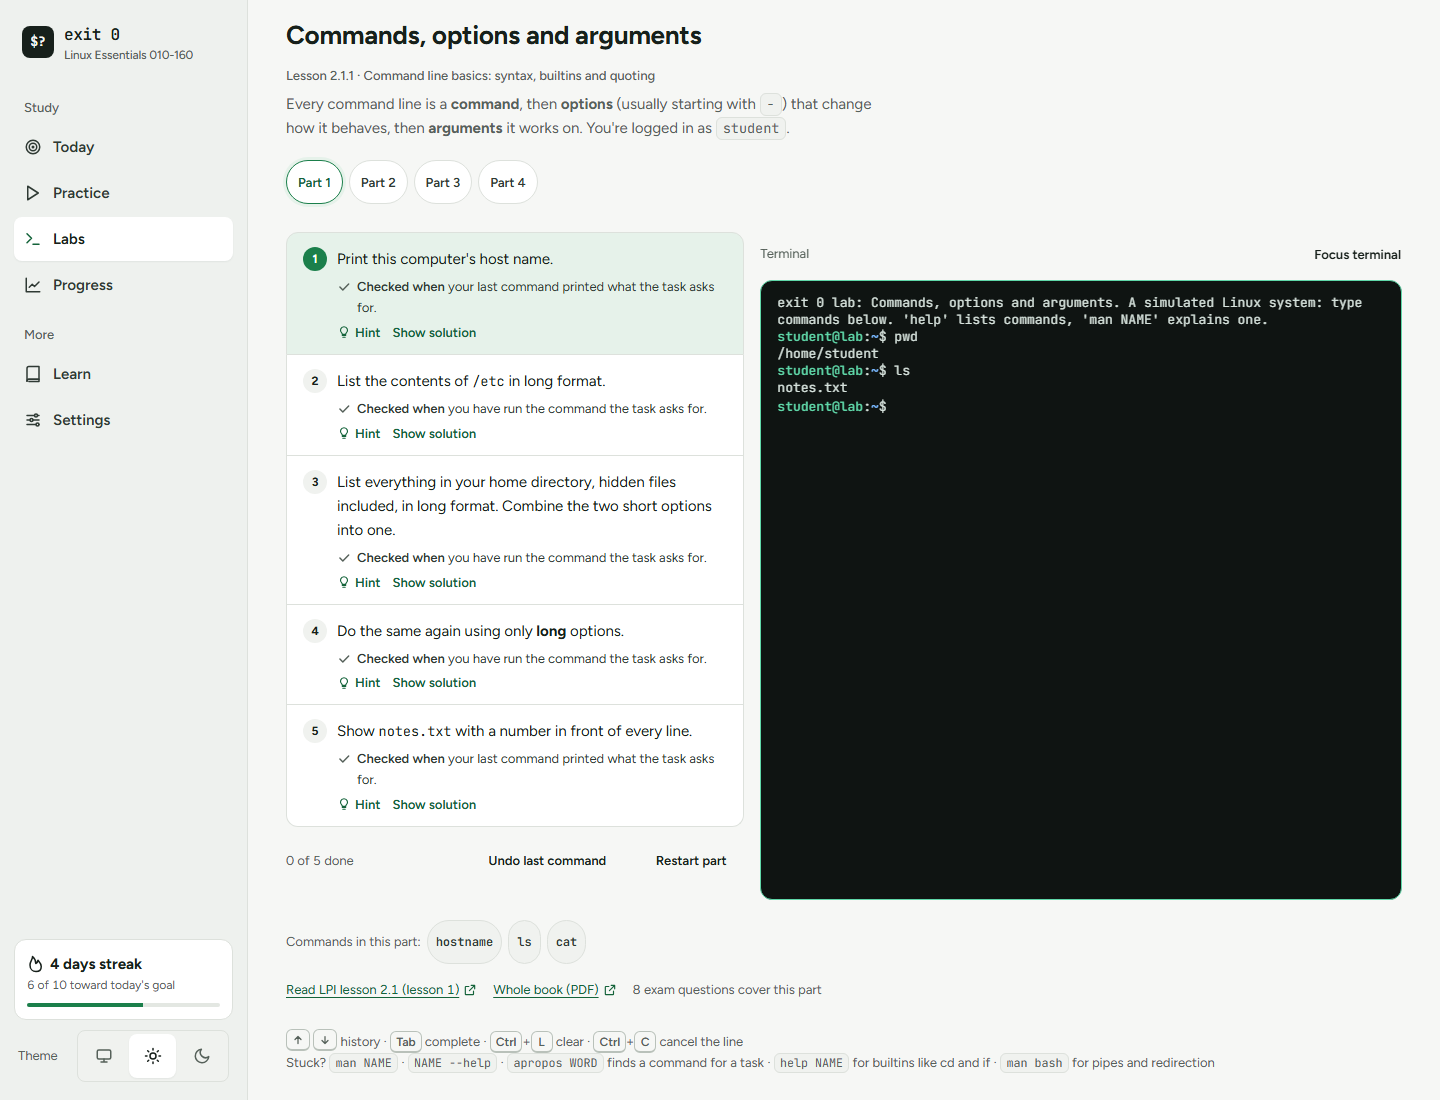 $?
exit 0
Linux Essentials 010-160
Study
Today
Practice
Labs
Progress
More
Learn
Settings
4 days streak
6 of 10 toward today's goal
Theme
Commands, options and arguments
Lesson 2.1.1 · Command line basics: syntax, builtins and quoting
Every command line is a command, then options (usually starting with - ) that change
how it behaves, then arguments it works on. You're logged in as student.
Part 1 Part 2 Part 3 Part 4
1 Print this computer's host name.
Checked when your last command printed what the task asks
for.
Hint Show solution
2 List the contents of /etc in long format.
Checked when you have run the command the task asks for.
Hint Show solution
3 List everything in your home directory, hidden files
included, in long format. Combine the two short options
into one.
Checked when you have run the command the task asks for.
Hint Show solution
4 Do the same again using only long options.
Checked when you have run the command the task asks for.
Hint Show solution
5 Show notes.txt with a number in front of every line.
Checked when your last command printed what the task asks
for.
Hint Show solution
0 of 5 done Undo last command Restart part
Terminal Focus terminal
exit 0 lab: Commands, options and arguments. A simulated Linux system: type
commands below. 'help' lists commands, 'man NAME' explains one.
student@lab:~$ pwd
/home/student
student@lab:~$ ls
notes.txt
student@lab:~$
Commands in this part: hostname ls cat
Read LPI lesson 2.1 (lesson 1) Whole book (PDF) 8 exam questions cover this part
↑ ↓ history · Tab complete · Ctrl + L clear · Ctrl + C cancel the line
Stuck? man NAME · NAME --help · apropos WORD finds a command for a task · help NAME for builtins like cd and if · man bash for pipes and redirection